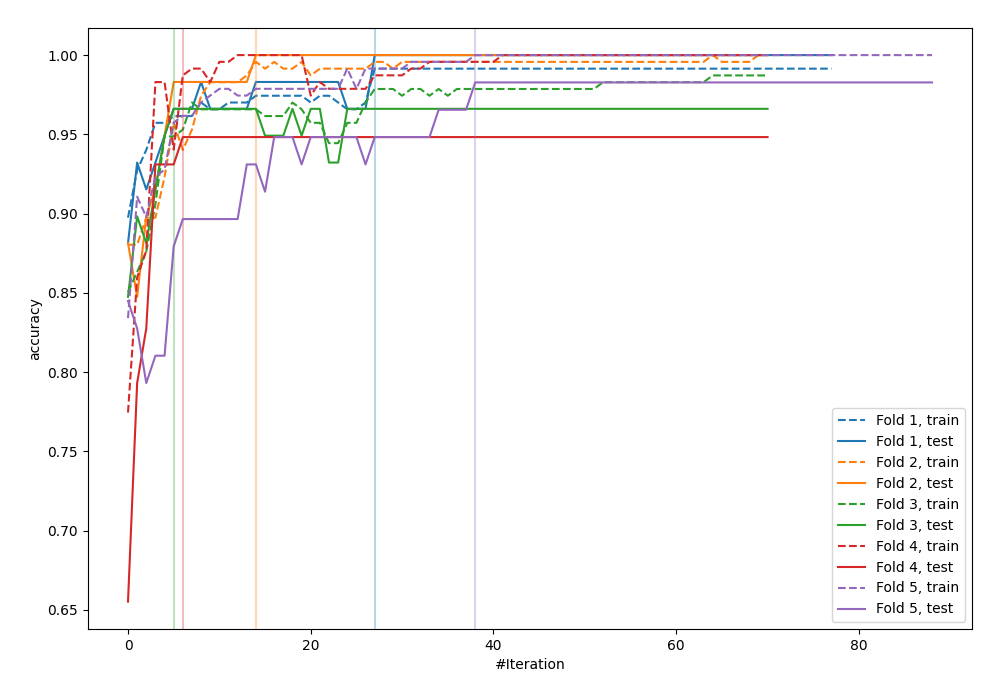 1.00
0.95
0.90
0.85
0.80
0.75
0.70
0.65
accuracy
0
20
40
60
80
#Iteration
Fold 1, train
Fold 1, test
Fold 2, train
Fold 2, test
Fold 3, train
Fold 3, test
Fold 4, train
Fold 4, test
Fold 5, train
Fold 5, test